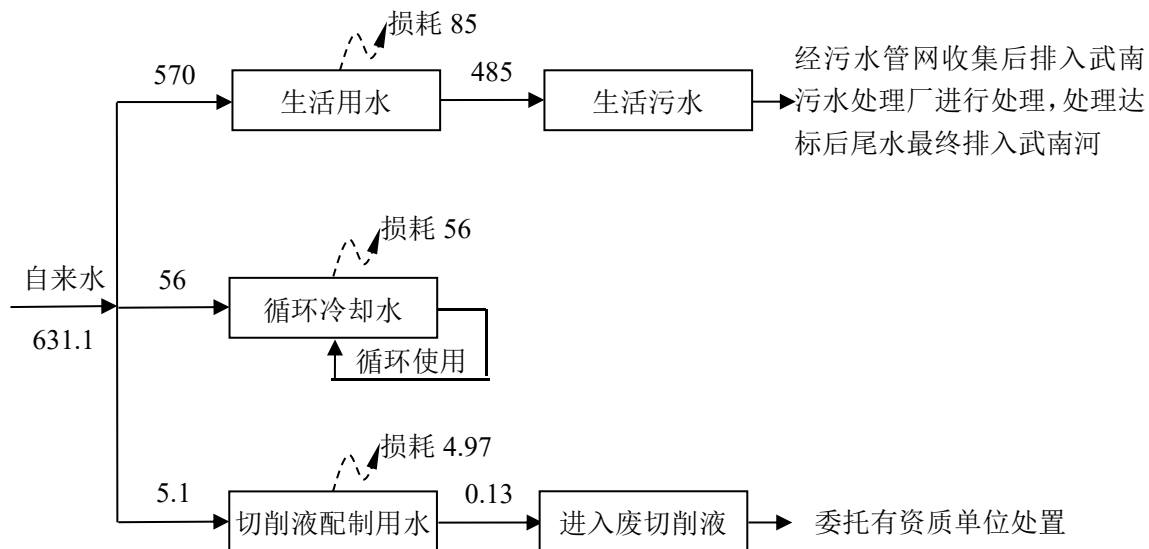 损耗 85
570
生活用水
485
生活污水
经污水管网收集后排入武南
污水处理厂进行处理，处理达
标后尾水最终排入武南河
自来水
631.1
损耗 56
56
循环冷却水
循环使用
损耗 4.97
5.1
切削液配制用水
0.13
进入废切削液
委托有资质单位处置